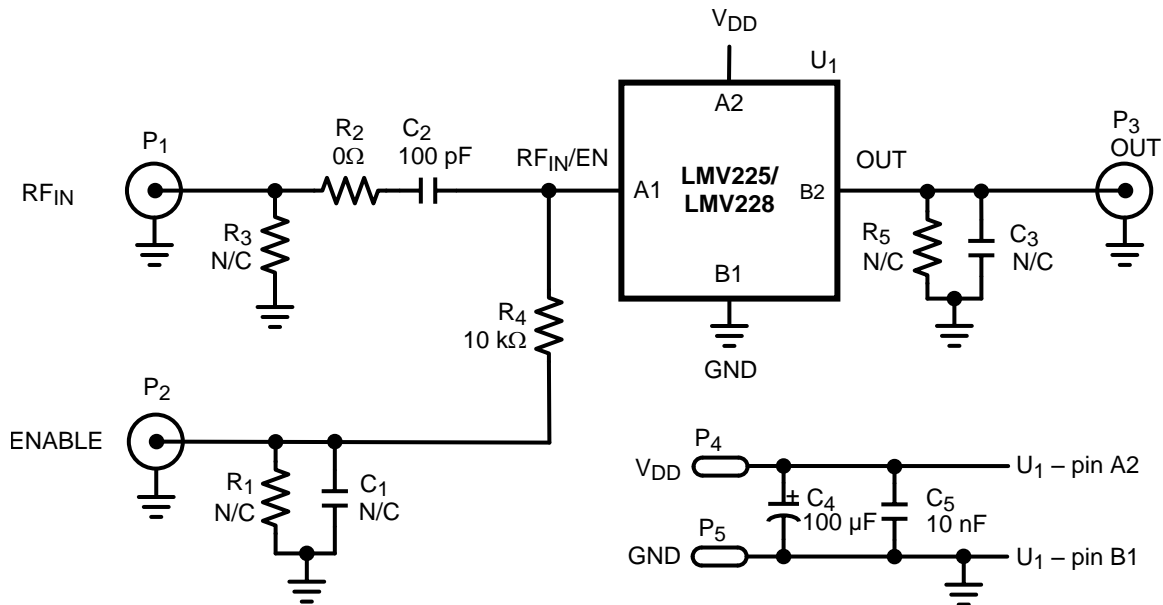 VDD
U1
A2
P1
RFIN
R2
0Ω
C2
100 pF
RFIN/EN
A1
LMV225/
LMV228
B2
OUT
P3
OUT
R3
N/C
R5
N/C
C3
N/C
B1
GND
R4
10 kΩ
P2
ENABLE
R1
N/C
C1
N/C
P4
VDD
U1 – pin A2
+
C4
100 µF
C5
10 nF
P5
GND
U1 – pin B1